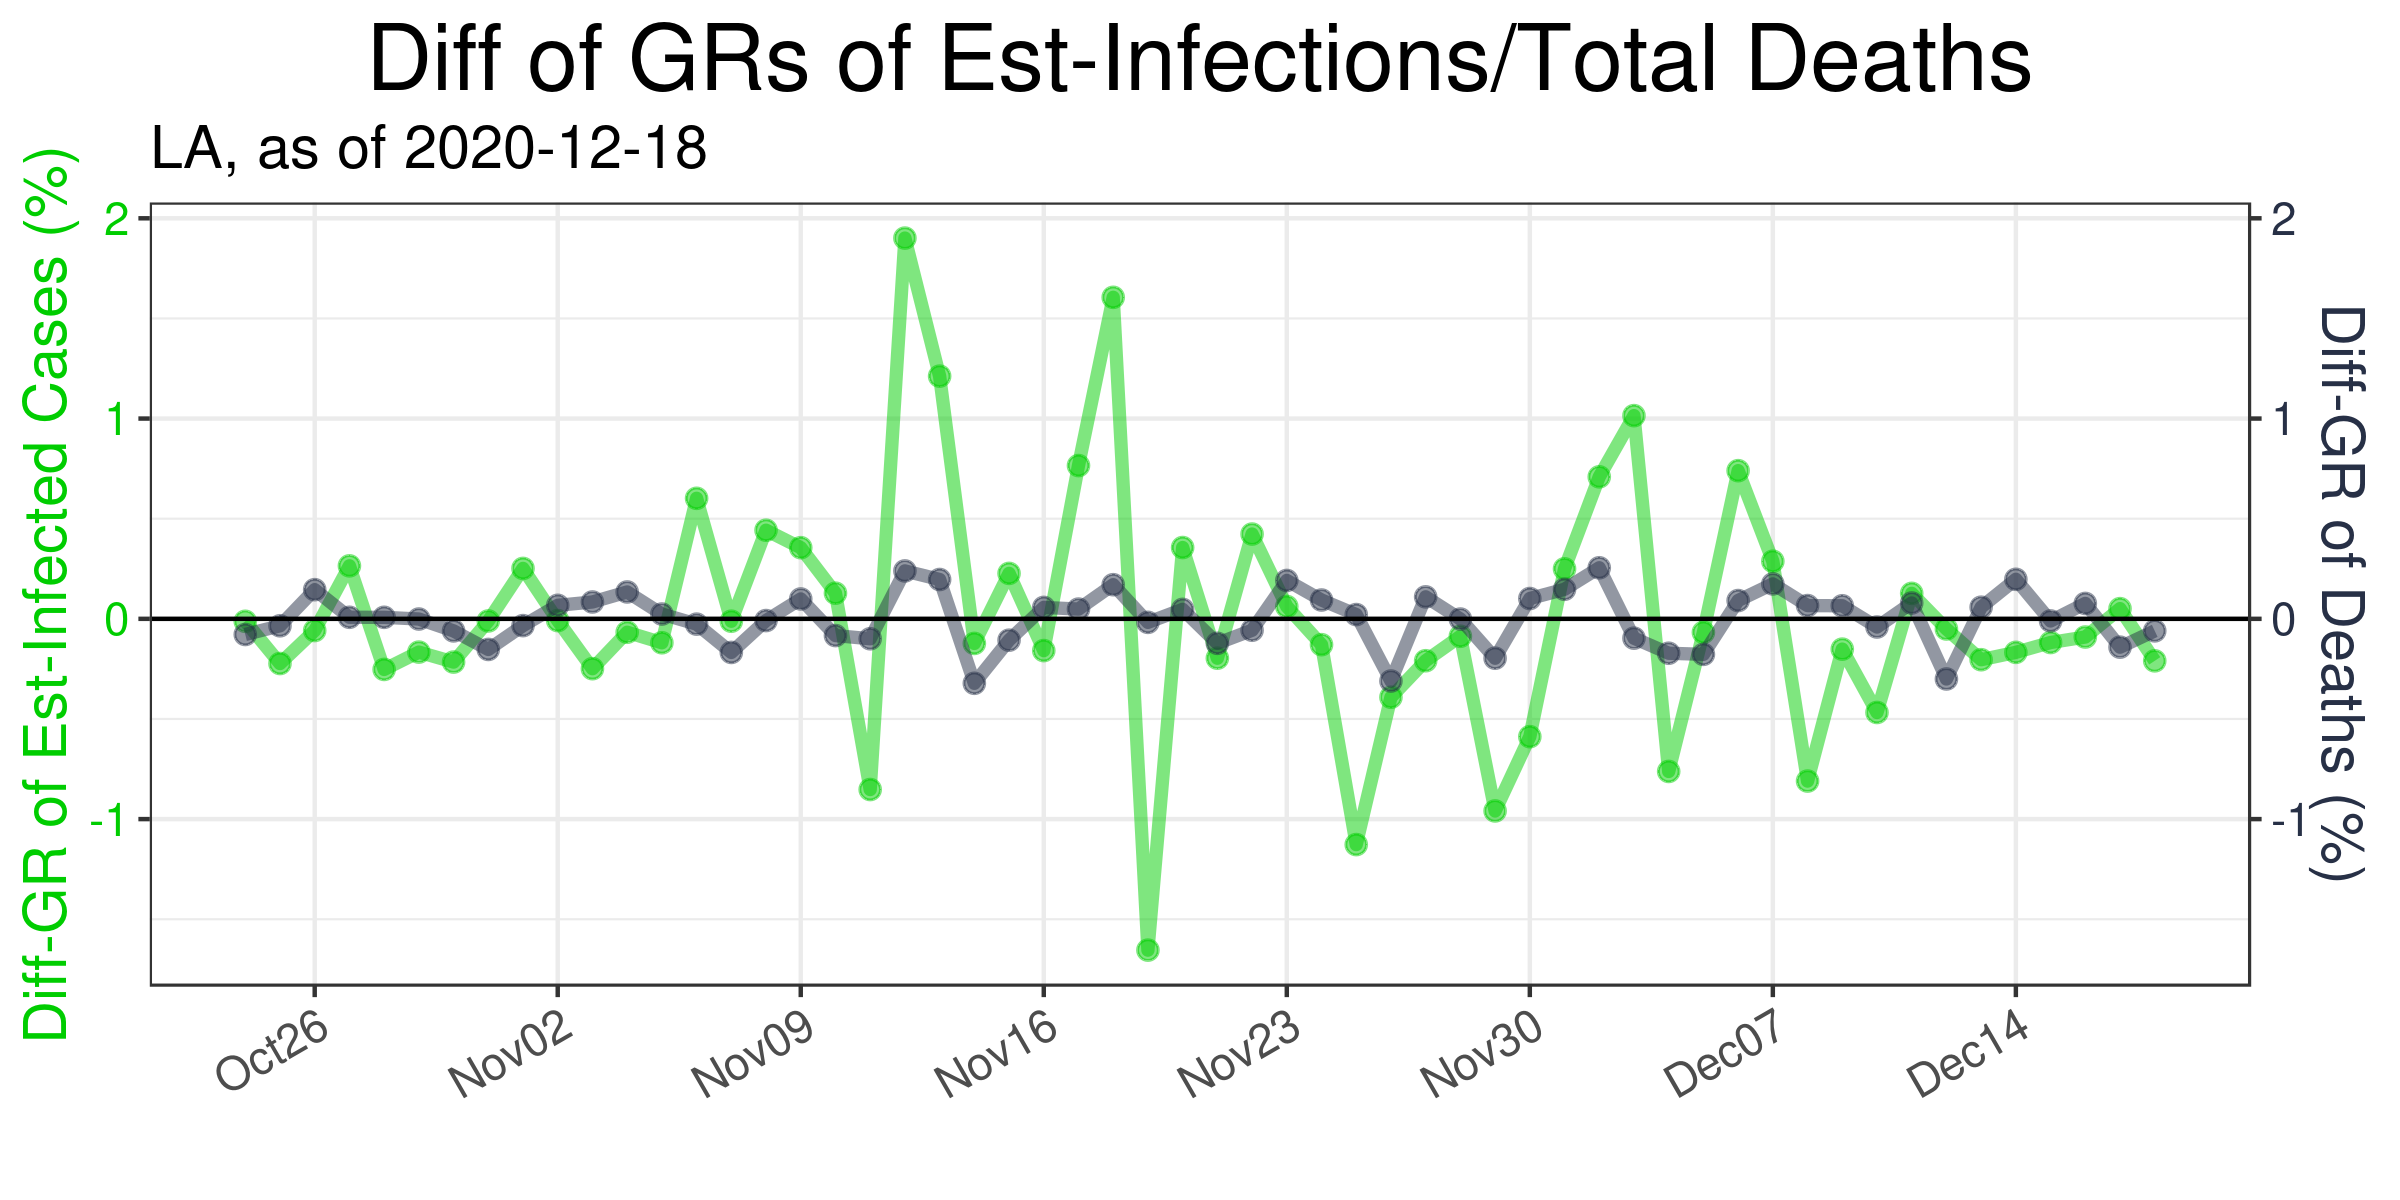 Diff of GRs of Est-Infections/Total Deaths
LA, as of 2020-12-18
Diff-GR of Est-Infected Cases (%)
2
1
0
-1
2
1
0
-1
Diff-GR of Deaths (%)
Oct26
Nov02
Nov09
Nov16
Nov23
Nov30
Dec07
Dec14